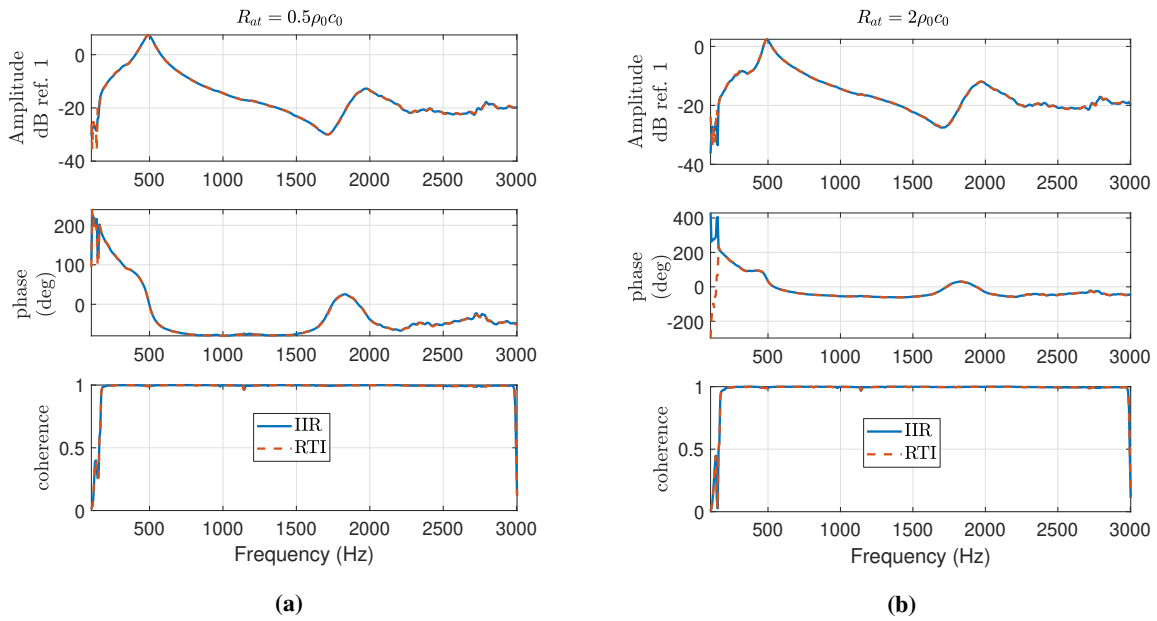 R_{at} = 0.5ρ_0c_0
Amplitude
dB ref. 1
0
-20
-40
500 1000 1500 2000 2500 3000
phase
(deg)
200
100
0
500 1000 1500 2000 2500 3000
coherence
1
0.5
0
IIR
RTI
500 1000 1500 2000 2500 3000
Frequency (Hz)
(a)
R_{at} = 2ρ_0c_0
Amplitude
dB ref. 1
0
-20
-40
500 1000 1500 2000 2500 3000
phase
(deg)
400
200
0
-200
500 1000 1500 2000 2500 3000
coherence
1
0.5
0
IIR
RTI
500 1000 1500 2000 2500 3000
Frequency (Hz)
(b)